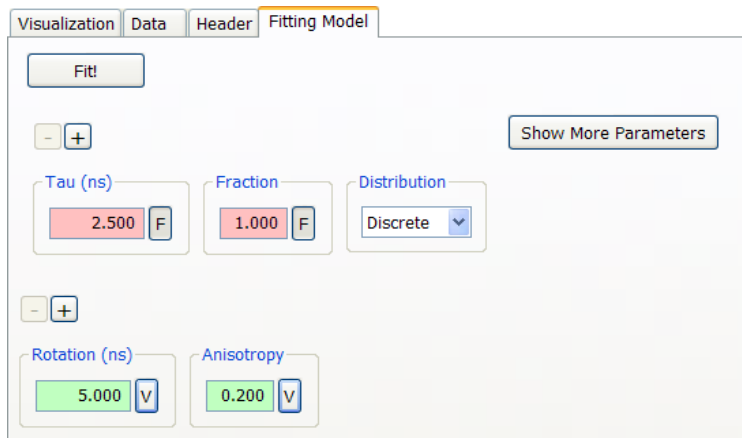 Visualization Data Header Fitting Model
Fit!
- +
Show More Parameters
Tau (ns) Fraction Distribution
2.500 F 1.000 F Discrete
- +
Rotation (ns) Anisotropy
5.000 V 0.200 V